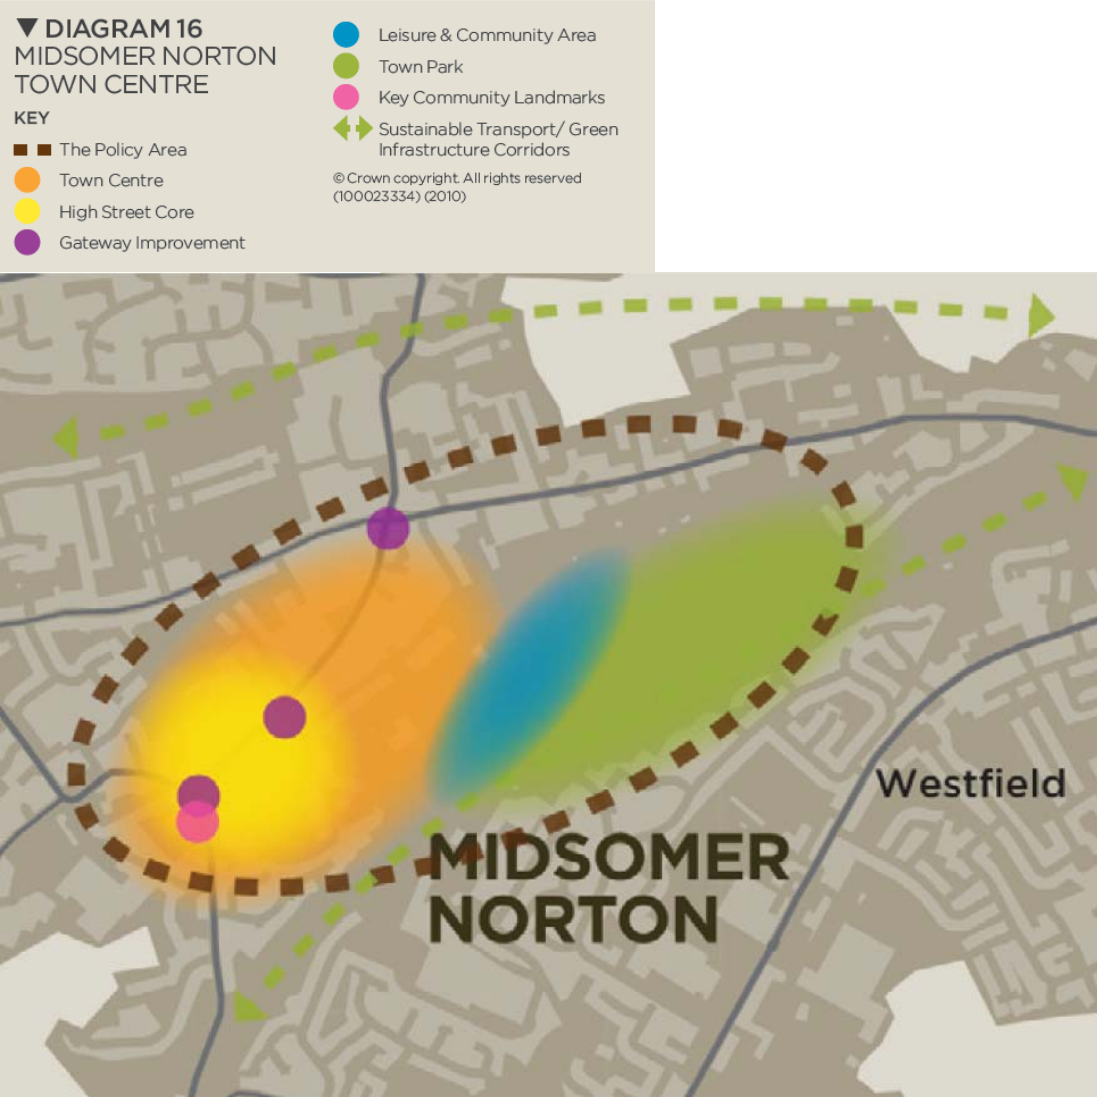 ▼ DIAGRAM 16
MIDSOMER NORTON
TOWN CENTRE
KEY
The Policy Area
Town Centre
High Street Core
Gateway Improvement
Leisure & Community Area
Town Park
Key Community Landmarks
Sustainable Transport/ Green
Infrastructure Corridors
© Crown copyright. All rights reserved
(100023334) (2010)
Westfield
MIDSOMER
NORTON